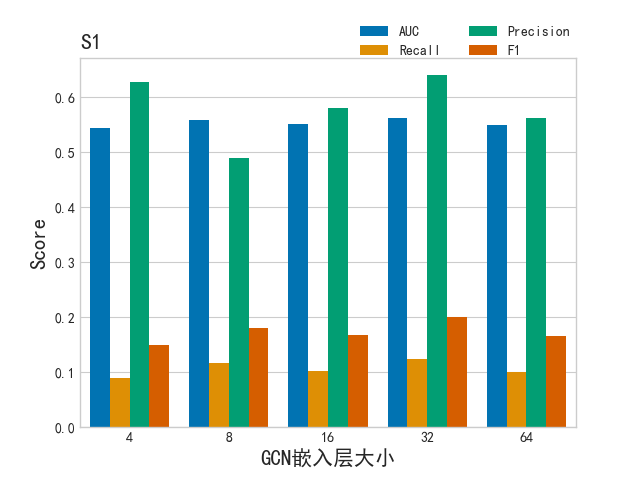 S1
AUC
Precision
Recall
F1
Score
0.6
0.5
0.4
0.3
0.2
0.1
0.0
4 8 16 32 64
GCN嵌入层大小